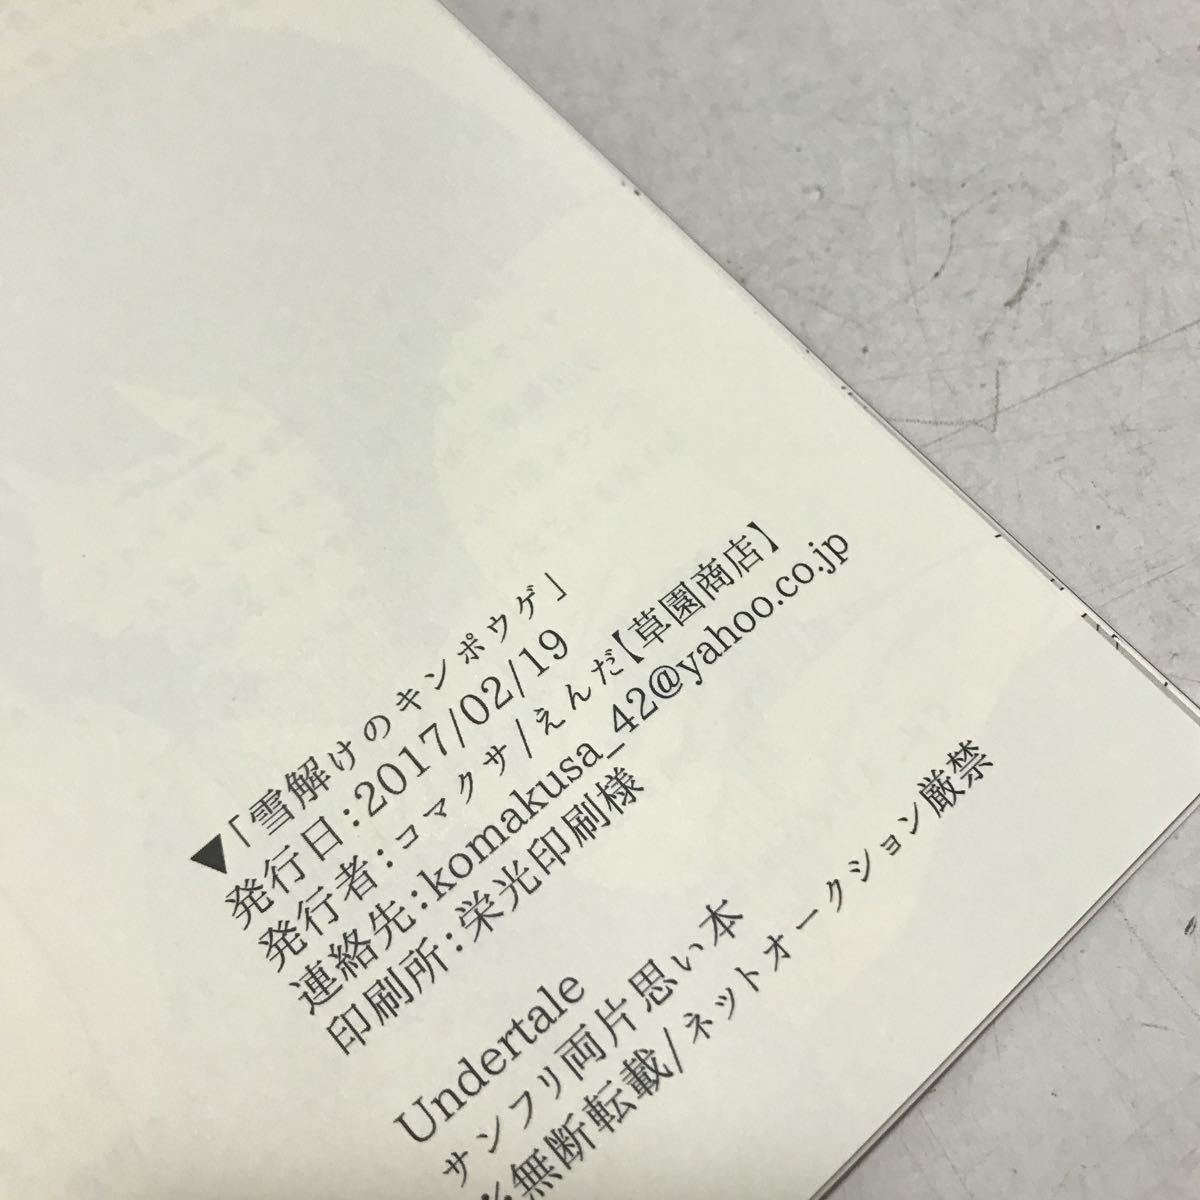 ▼「雪解けのキンポウゲ」
発行日:2017/02/19
発行者:コマクサ/えんだ【草園商店】
連絡先:komakusa_42@yahoo.co.jp
印刷所:栄光印刷様
Undertale
サンフリ両片思い本
※無断転載/ネットオークション厳禁